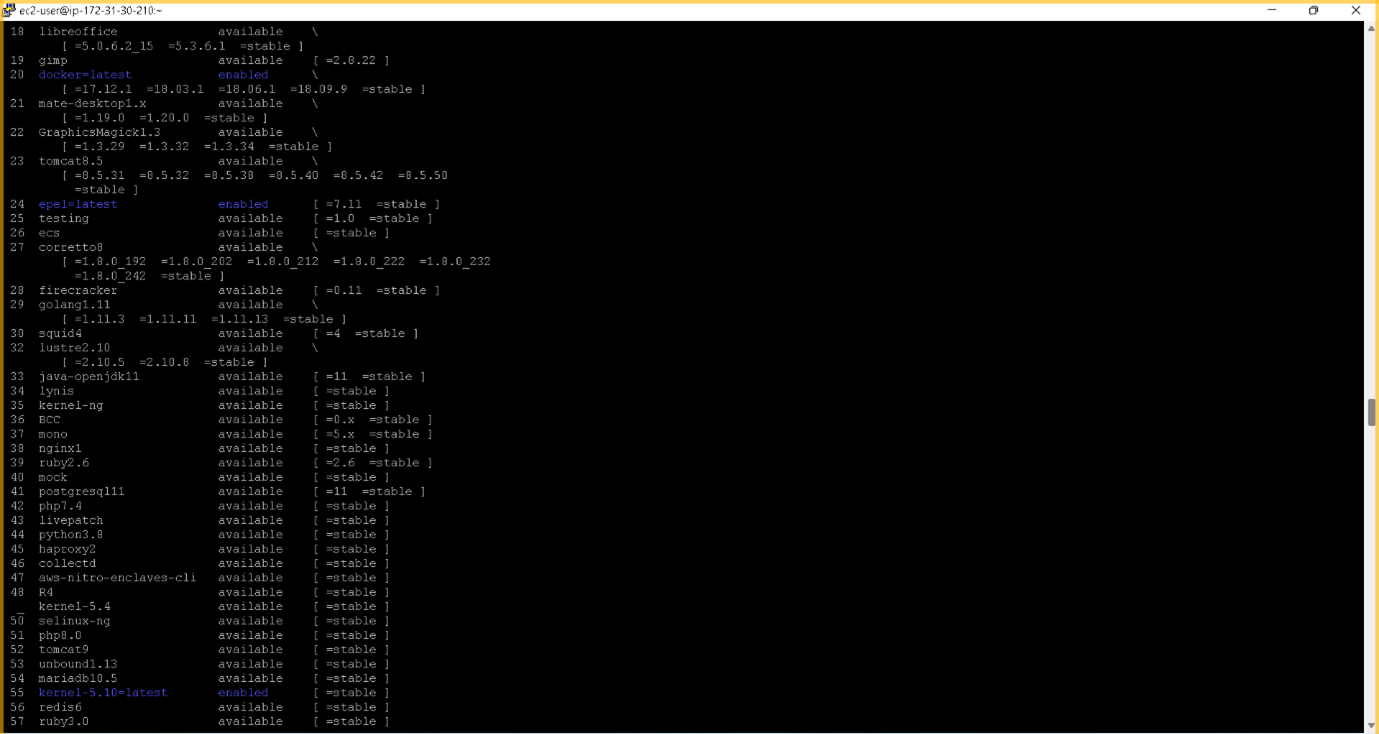 ec2-user@ip-172-31-30-210:~
18 libreoffice available \
[ =5.0.6.2_15 =5.3.6.1 =stable ]
19 gimp available [ =2.8.22 ]
20 docker=latest enabled \
[ =17.12.1 =18.03.1 =18.06.1 =18.09.9 =stable ]
21 mate-desktop1.x available \
[ =1.19.0 =1.20.0 =stable ]
22 GraphicsMagick1.3 available \
[ =1.3.29 =1.3.32 =1.3.34 =stable ]
23 tomcat8.5 available \
[ =8.5.31 =8.5.32 =8.5.38 =8.5.40 =8.5.42 =8.5.50
=stable ]
24 epel=latest enabled [ =7.11 =stable ]
25 testing available [ =1.0 =stable ]
26 ecs available [ =stable ]
27 corretto8 available \
[ =1.8.0_192 =1.8.0_202 =1.8.0_212 =1.8.0_222 =1.8.0_232
=1.8.0_242 =stable ]
28 firecracker available [ =0.11 =stable ]
29 golang1.11 available \
[ =1.11.3 =1.11.11 =1.11.13 =stable ]
30 squid4 available [ =4 =stable ]
32 lustre2.10 available \
[ =2.10.5 =2.10.8 =stable ]
33 java-openjdk11 available [ =11 =stable ]
34 lynis available [ =stable ]
35 kernel-ng available [ =stable ]
36 BCC available [ =0.x =stable ]
37 mono available [ =5.x =stable ]
38 nginx1 available [ =stable ]
39 ruby2.6 available [ =2.6 =stable ]
40 mock available [ =stable ]
41 postgresql11 available [ =11 =stable ]
42 php7.4 available [ =stable ]
43 livepatch available [ =stable ]
44 python3.8 available [ =stable ]
45 haproxy2 available [ =stable ]
46 collectd available [ =stable ]
47 aws-nitro-enclaves-cli available [ =stable ]
48 R4 available [ =stable ]
_ kernel-5.4 available [ =stable ]
50 selinux-ng available [ =stable ]
51 php8.0 available [ =stable ]
52 tomcat9 available [ =stable ]
53 unbound1.13 available [ =stable ]
54 mariadb10.5 available [ =stable ]
55 kernel-5.10=latest enabled [ =stable ]
56 redis6 available [ =stable ]
57 ruby3.0 available [ =stable ]